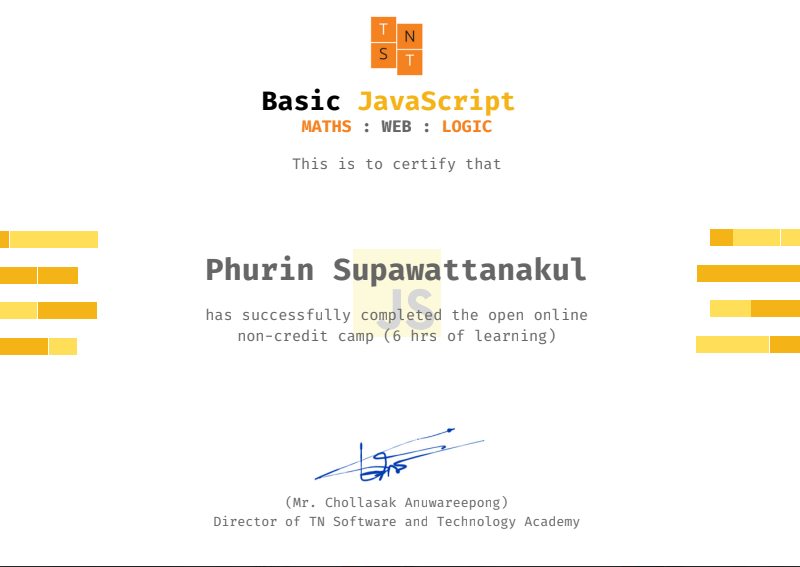 T N
S T
Basic JavaScript
MATHS : WEB : LOGIC
This is to certify that
Phurin Supawattanakul
JS
has successfully completed the open online
non-credit camp (6 hrs of learning)
(Mr. Chollasak Anuwareepong)
Director of TN Software and Technology Academy